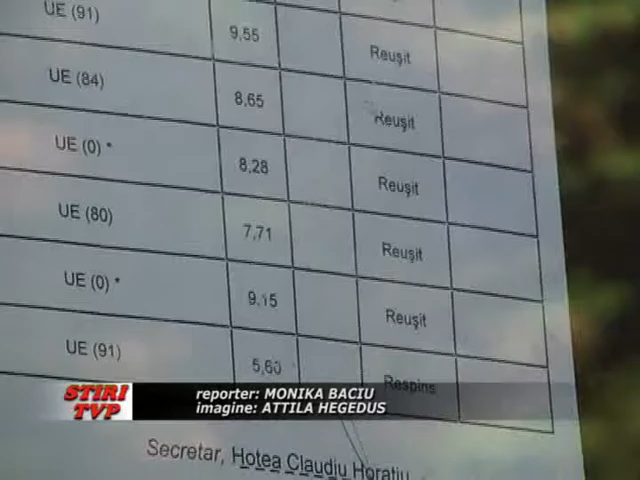 UE (91) 9,55 Reuşit
UE (84) 8,65 Reuşit
UE (0) * 8,28 Reuşit
UE (80) 7,71 Reuşit
UE (0) * 9,15 Reuşit
UE (91) 5,60 Respins
STIRI
TVP
reporter: MONIKA BACIU
imagine: ATTILA HEGEDUS
Secretar, Hotea Claudiu Horaţiu